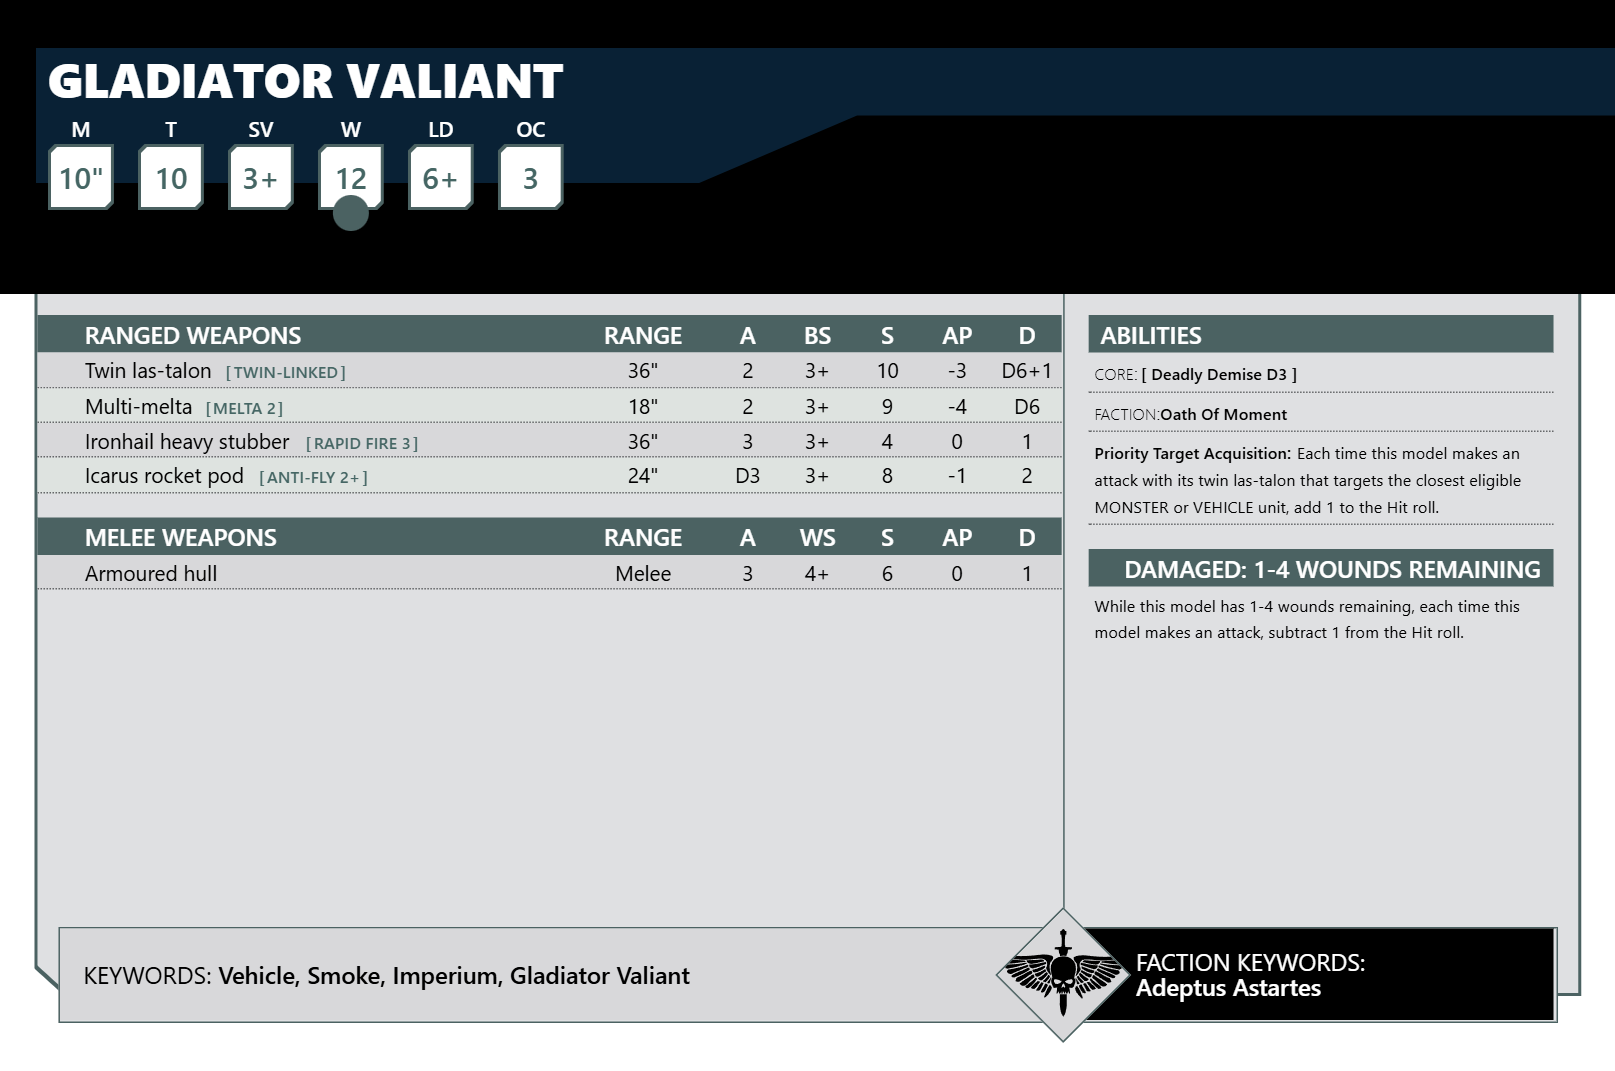 GLADIATOR VALIANT
M T SV W LD OC
10" 10 3+ 12 6+ 3
RANGED WEAPONS RANGE A BS S AP D
Twin las-talon [TWIN-LINKED] 36" 2 3+ 10 -3 D6+1
Multi-melta [MELTA 2] 18" 2 3+ 9 -4 D6
Ironhail heavy stubber [RAPID FIRE 3] 36" 3 3+ 4 0 1
Icarus rocket pod [ANTI-FLY 2+] 24" D3 3+ 8 -1 2
MELEE WEAPONS RANGE A WS S AP D
Armoured hull Melee 3 4+ 6 0 1
ABILITIES
CORE: [ Deadly Demise D3 ]
FACTION:Oath Of Moment
Priority Target Acquisition: Each time this model makes an
attack with its twin las-talon that targets the closest eligible
MONSTER or VEHICLE unit, add 1 to the Hit roll.
DAMAGED: 1-4 WOUNDS REMAINING
While this model has 1-4 wounds remaining, each time this
model makes an attack, subtract 1 from the Hit roll.
KEYWORDS: Vehicle, Smoke, Imperium, Gladiator Valiant
FACTION KEYWORDS:
Adeptus Astartes